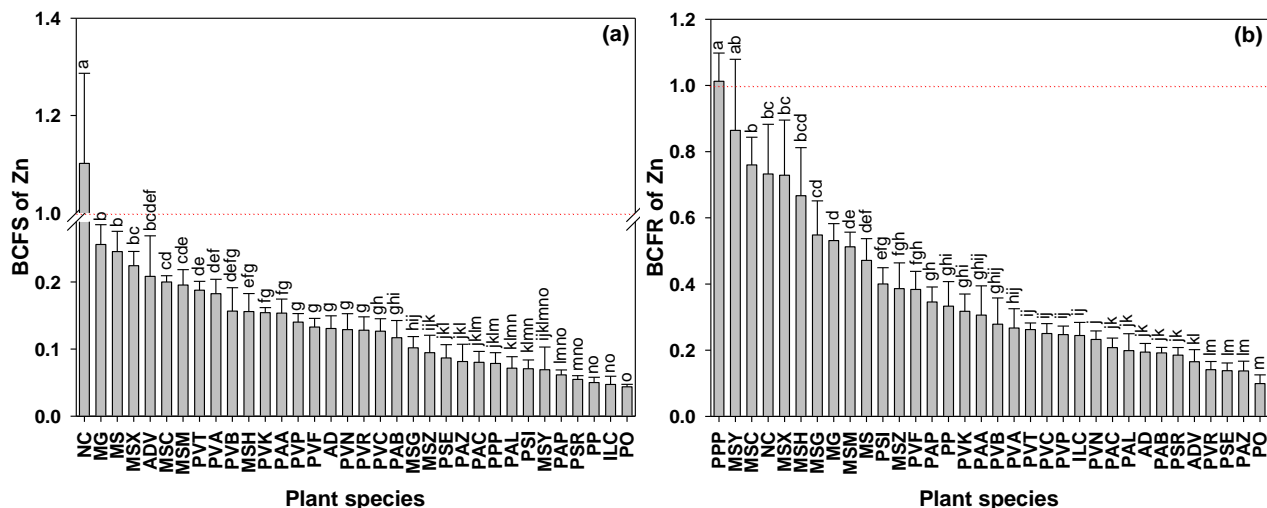 (a)
BCFS of Zn
1.4
1.2
1.0
0.2
0.1
0.0
a
b
b
bc
bcdef
cd
cde
de
def
defg
efg
fg
fg
g
g
g
g
g
gh
ghi
hij
ijk
jkl
jkl
jklm
jklm
klmn
klmn
ijklmno
lmno
mno
no
no
o
NC
MG
MS
MSX
ADV
MSC
MSM
PVT
PVA
PVB
MSH
PVK
PAA
PVP
PVF
AD
PVN
PVR
PVC
PAB
MSG
MSZ
PSE
PAZ
PAC
PPP
PAL
PSI
MSY
PAP
PSR
PP
ILC
PO
Plant species
(b)
BCFR of Zn
1.2
1.0
0.8
0.6
0.4
0.2
0.0
a
ab
b
bc
bc
bcd
cd
d
de
def
efg
fgh
fgh
gh
ghi
ghi
ghij
ghij
hij
ij
ij
ij
ij
j
jk
jk
jk
jk
jk
kl
lm
lm
lm
m
PPP
MSY
MSC
NC
MSX
MSH
MSG
MG
MSM
MS
PSI
MSZ
PVF
PAP
PP
PVK
PAA
PVB
PVA
PVT
PVC
PVP
ILC
PVN
PAC
PAL
AD
PAB
PSR
ADV
PVR
PSE
PAZ
PO
Plant species